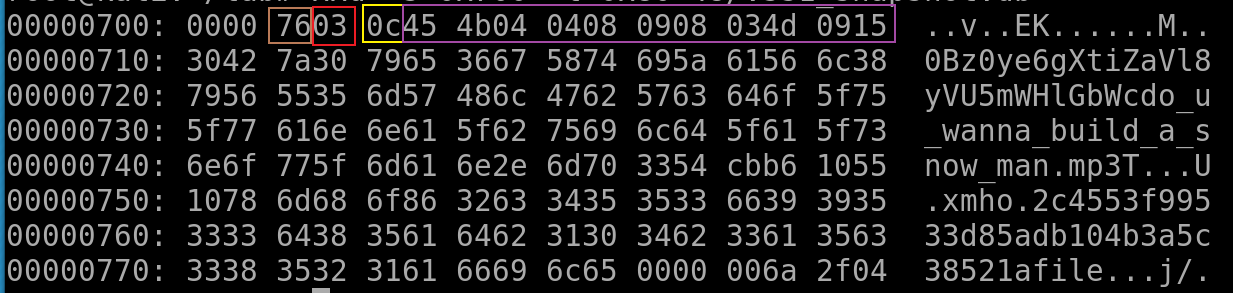 00000700: 0000 7603 0c45 4b04 0408 0908 034d 0915 ..v..EK......M..
00000710: 3042 7a30 7965 3667 5874 695a 6156 6c38 0Bz0ye6gXtiZaVl8
00000720: 7956 5535 6d57 486c 4762 5763 646f 5f75 yVU5mWHlGbWcdo_u
00000730: 5f77 616e 6e61 5f62 7569 6c64 5f61 5f73 _wanna_build_a_s
00000740: 6e6f 775f 6d61 6e2e 6d70 3354 cbb6 1055 now_man.mp3T...U
00000750: 1078 6d68 6f86 3263 3435 3533 6639 3935 .xmho.2c4553f995
00000760: 3333 6438 3561 6462 3130 3462 3361 3563 33d85adb104b3a5c
00000770: 3338 3532 3161 6669 6c65 0000 006a 2f04 38521afile...j/.